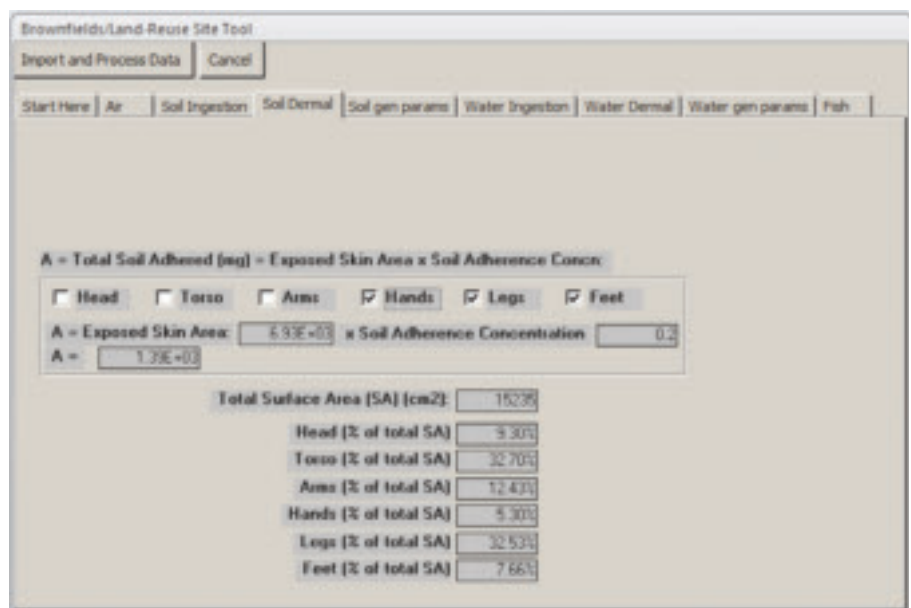 Brownfields/Land-Reuse Site Tool
Import and Process Data Cancel
Start Here Air Soil Ingestion Soil Dermal Soil gen params Water Ingestion Water Dermal Water gen params Fish
A = Total Soil Adhered (mg) = Exposed Skin Area x Soil Adherence Concn:
Head Torso Arms Hands Legs Feet
A = Exposed Skin Area: 6.93E+03 x Soil Adherence Concentration 0.2
A = 1.39E+03
Total Surface Area (SA) (cm2): 15235
Head (% of total SA) 9.30%
Torso (% of total SA) 32.70%
Arms (% of total SA) 12.43%
Hands (% of total SA) 5.30%
Legs (% of total SA) 32.53%
Feet (% of total SA) 7.66%